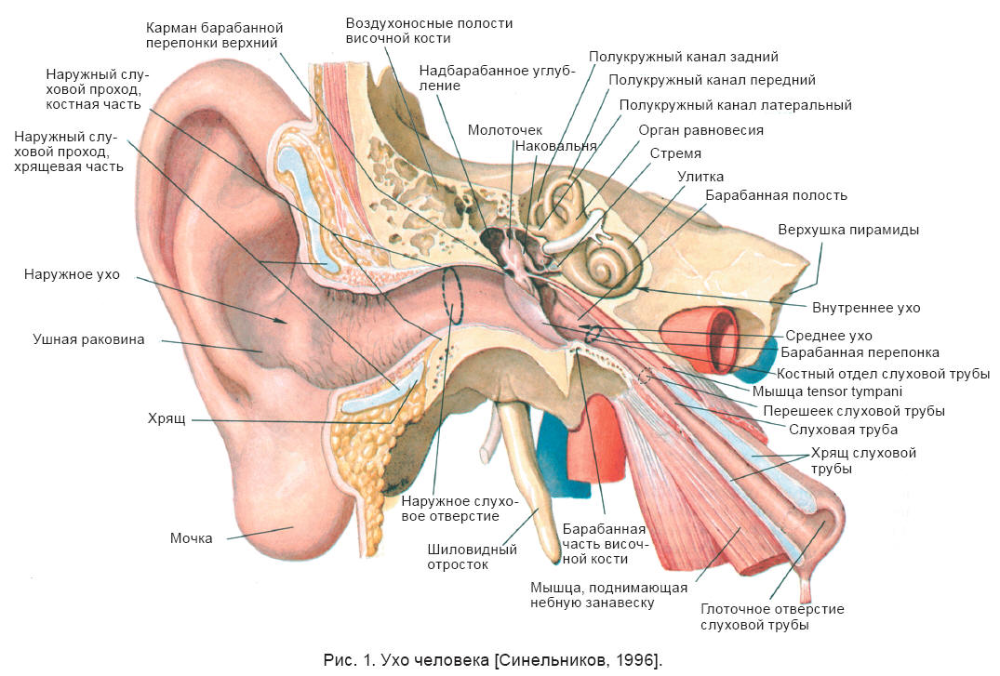 Карман барабанной
перепонки верхний
Воздухоносные полости
височной кости
Наружный слу-
ховой проход,
костная часть
Надбарабанное углуб-
ление
Полукружный канал задний
Полукружный канал передний
Полукружный канал латеральный
Наружный слу-
ховой проход,
хрящевая часть
Молоточек
Наковальня
Орган равновесия
Стремя
Улитка
Барабанная полость
Верхушка пирамиды
Наружное ухо
Внутреннее ухо
Ушная раковина
Среднее ухо
Барабанная перепонка
Костный отдел слуховой трубы
Мышца tensor tympani
Перешеек слуховой трубы
Слуховая труба
Хрящ
Хрящ слуховой
трубы
Наружное слухо-
вое отверстие
Мочка
Шиловидный
отросток
Барабанная
часть височ-
ной кости
Мышца, поднимающая
небную занавеску
Глоточное отверстие
слуховой трубы
Рис. 1. Ухо человека [Синельников, 1996].